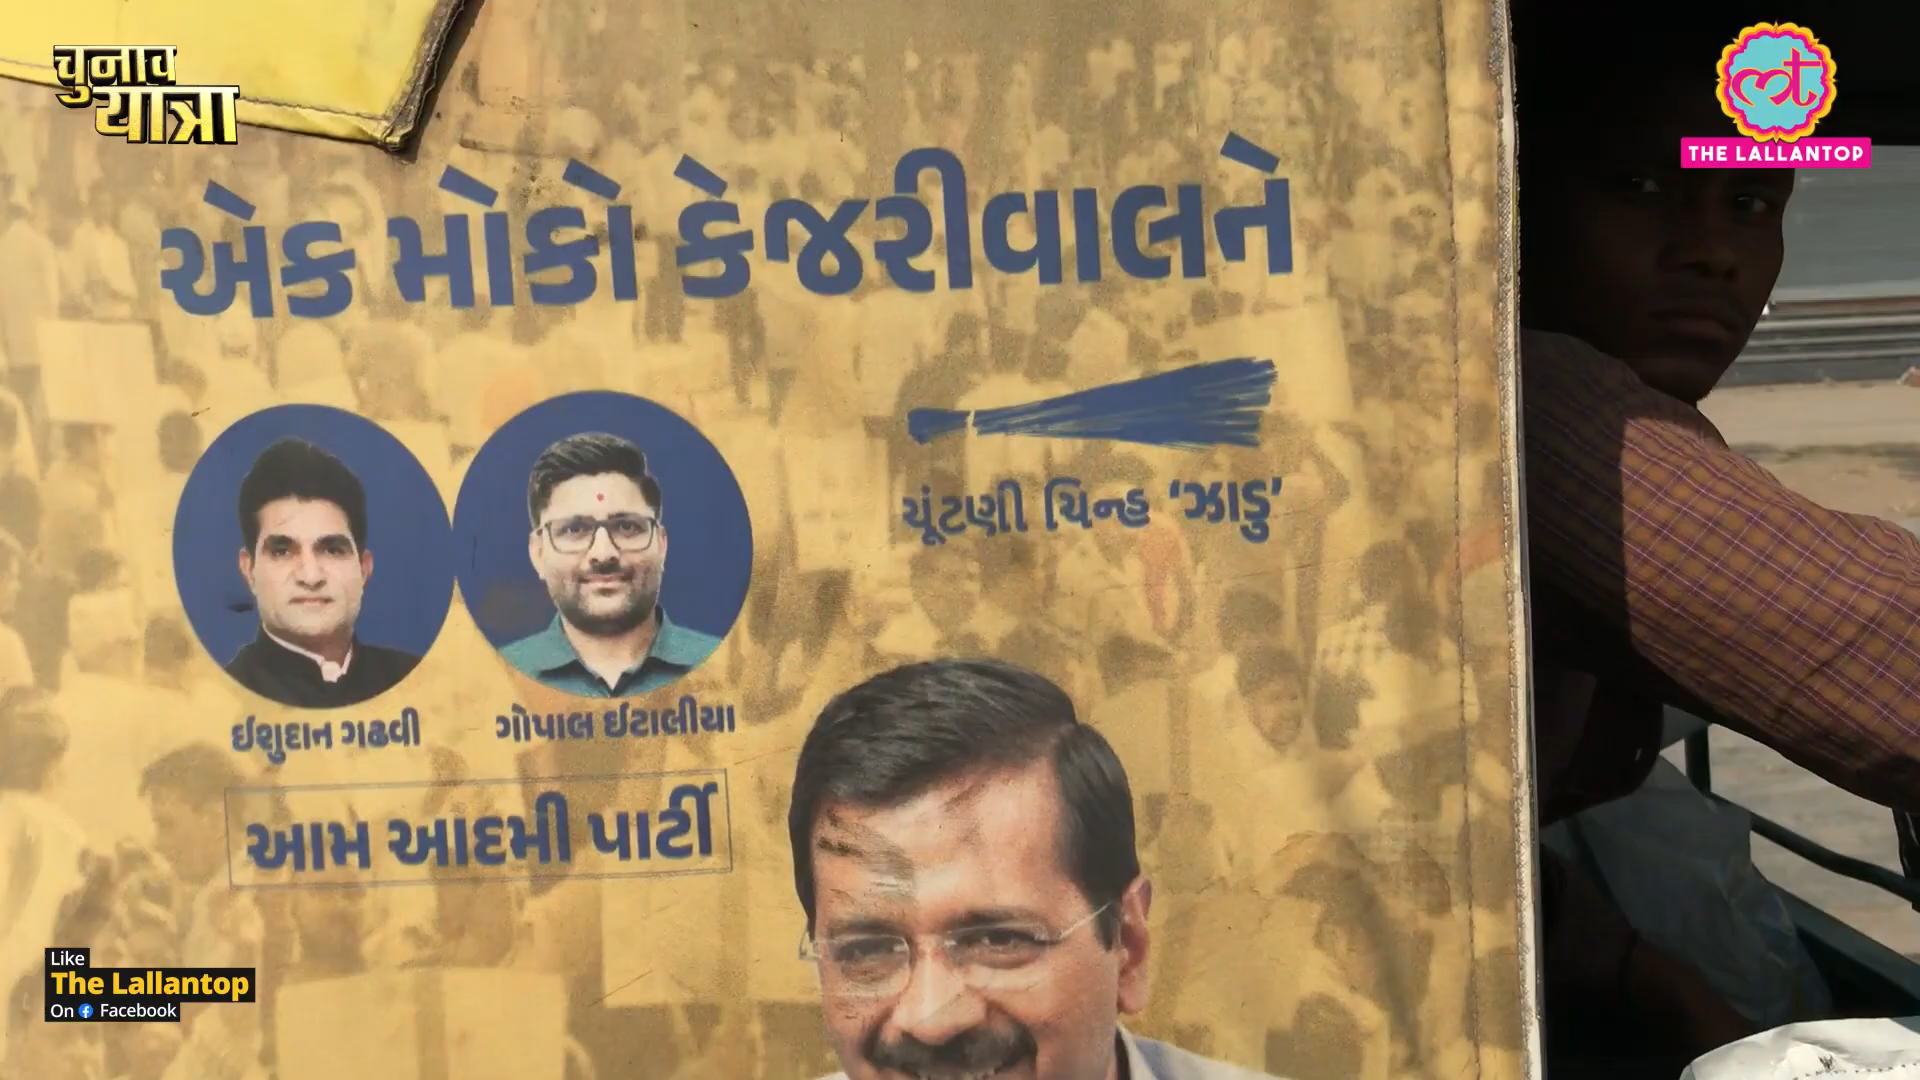 चुनाव
यात्रा
THE LALLANTOP
એક મોકો કેજરીવાલને
ચૂંટણી ચિન્હ ‘ઝાડુ’
ઈશુદાન ગઢવી
ગોપાલ ઈટાલીયા
આમ આદમી પાર્ટી
Like
The Lallantop
On Facebook